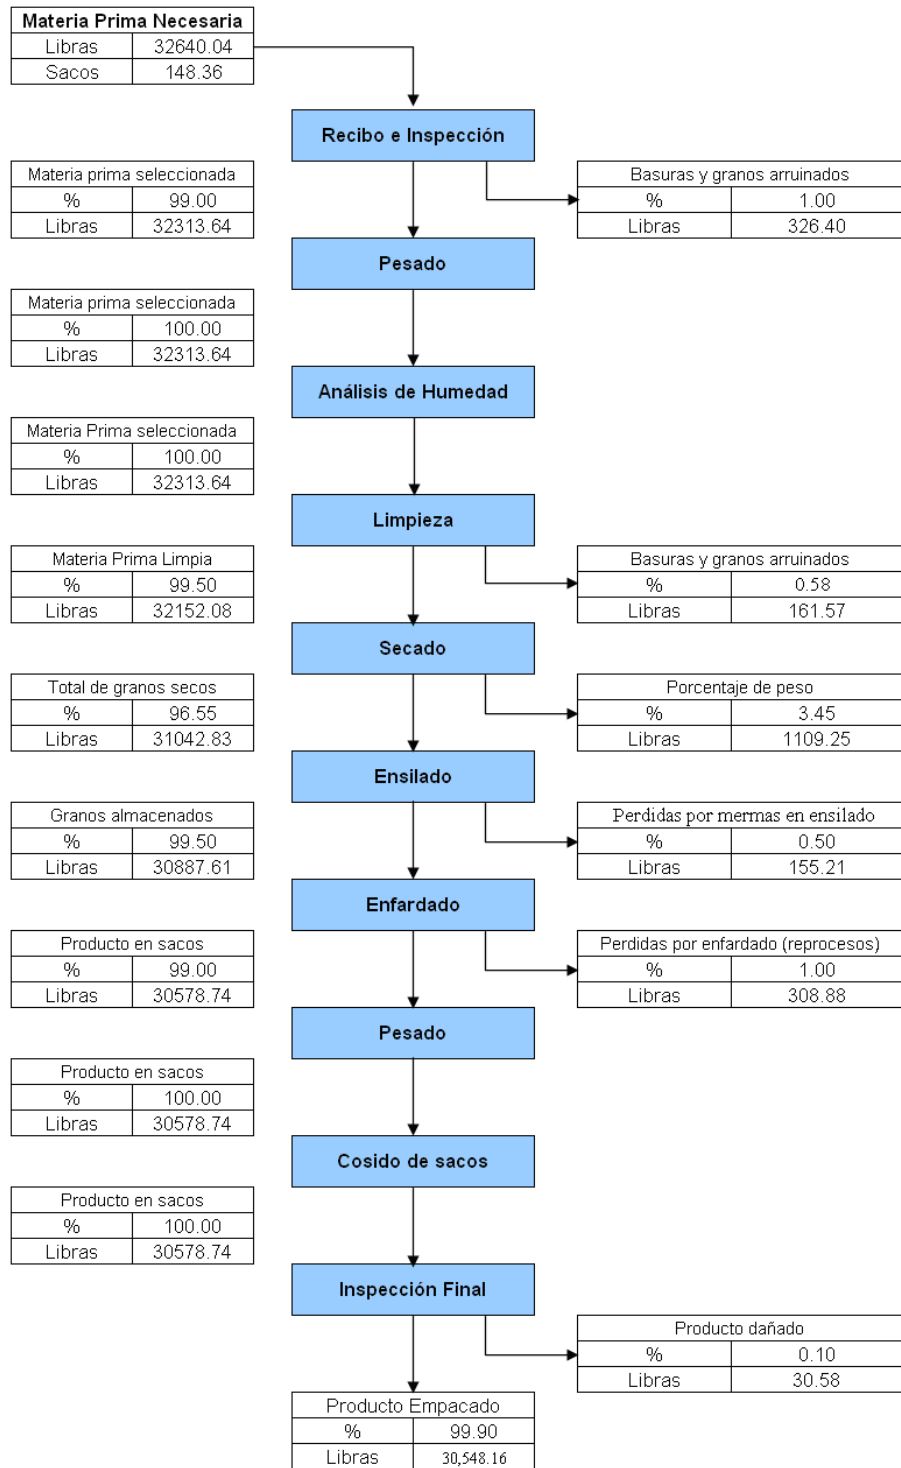 Materia Prima Necesaria
Libras 32640.04
Sacos 148.36
Recibo e Inspección
Materia prima seleccionada
% 99.00
Libras 32313.64
Basuras y granos arruinados
% 1.00
Libras 326.40
Pesado
Materia prima seleccionada
% 100.00
Libras 32313.64
Análisis de Humedad
Materia Prima seleccionada
% 100.00
Libras 32313.64
Limpieza
Materia Prima Limpia
% 99.50
Libras 32152.08
Basuras y granos arruinados
% 0.58
Libras 161.57
Secado
Total de granos secos
% 96.55
Libras 31042.83
Porcentaje de peso
% 3.45
Libras 1109.25
Ensilado
Granos almacenados
% 99.50
Libras 30887.61
Perdidas por mermas en ensilado
% 0.50
Libras 155.21
Enfardado
Producto en sacos
% 99.00
Libras 30578.74
Perdidas por enfardado (reprocesos)
% 1.00
Libras 308.88
Pesado
Producto en sacos
% 100.00
Libras 30578.74
Cosido de sacos
Producto en sacos
% 100.00
Libras 30578.74
Inspección Final
Producto dañado
% 0.10
Libras 30.58
Producto Empacado
% 99.90
Libras 30,548.16